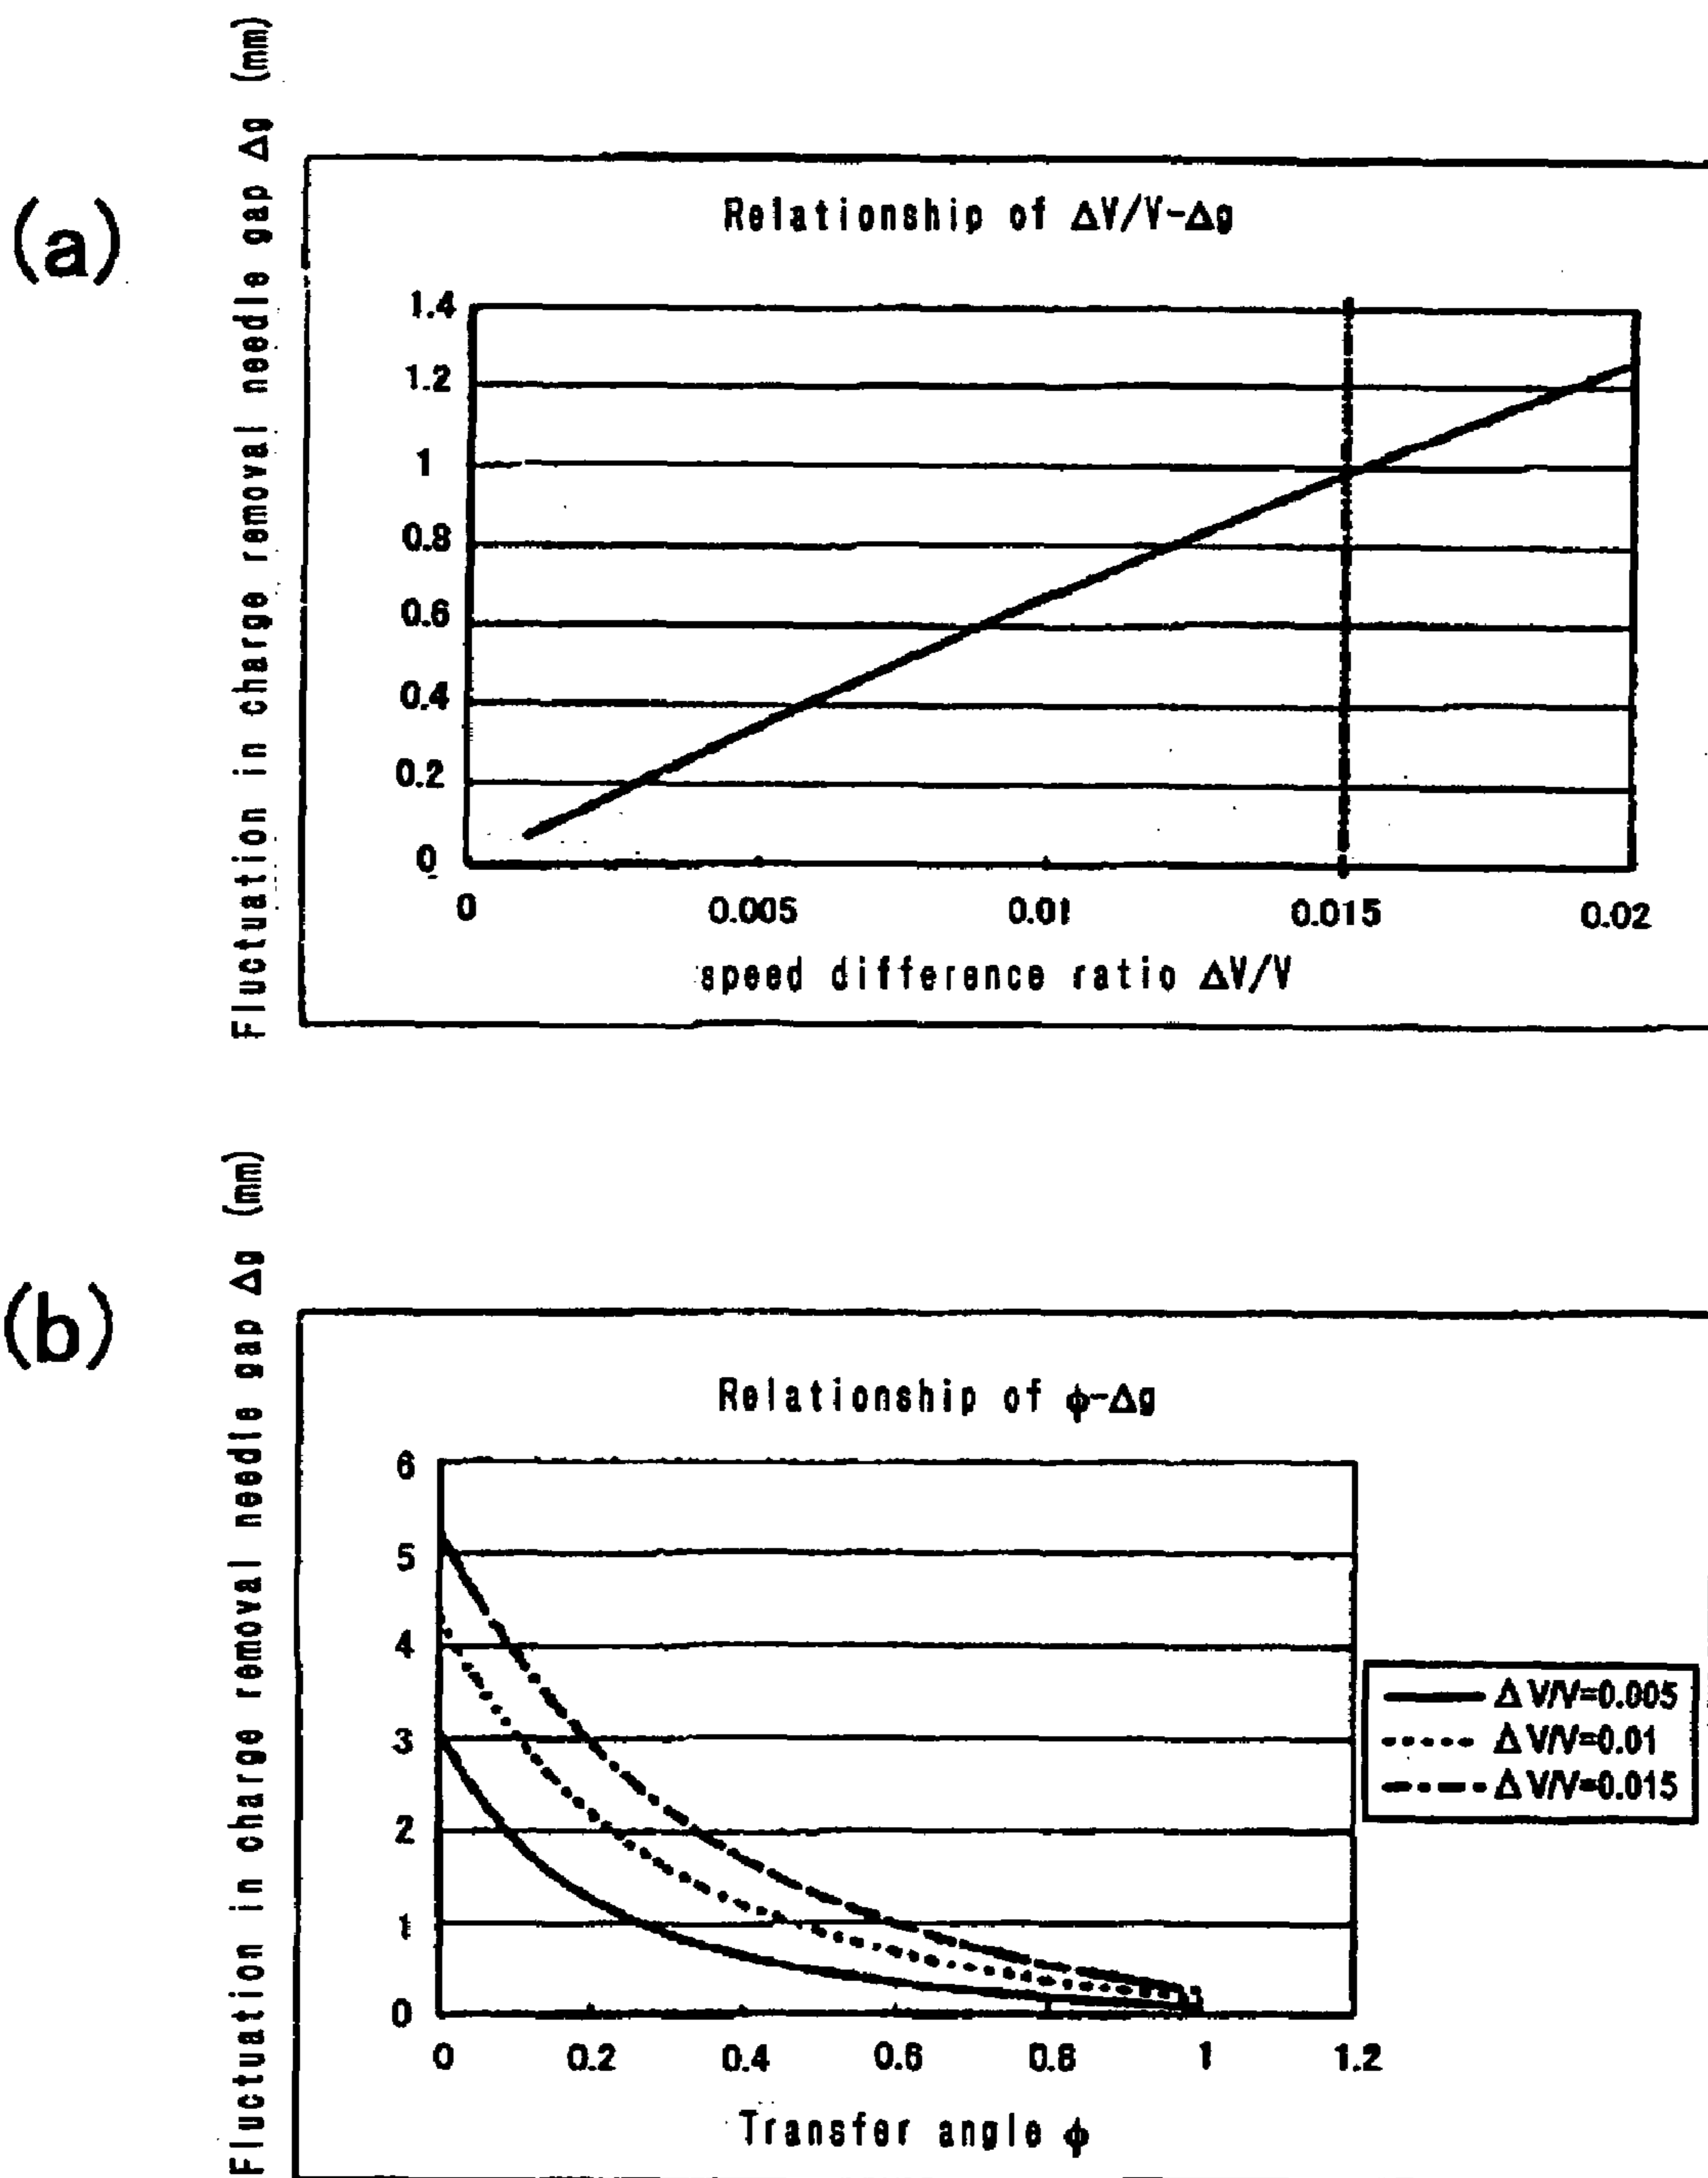 (a)
Fluctuation in charge removal needle gap Δg (mm)
Relationship of ΔV/V-Δg
1.4
1.2
1
0.8
0.6
0.4
0.2
0
0 0.005 0.01 0.015 0.02
speed difference ratio ΔV/V
(b)
Fluctuation in charge removal needle gap Δg (mm)
Relationship of ϕ-Δg
6
5
4
3
2
1
0
0 0.2 0.4 0.6 0.8 1 1.2
Transfer angle ϕ
ΔV/V=0.005
ΔV/V=0.01
ΔV/V=0.015